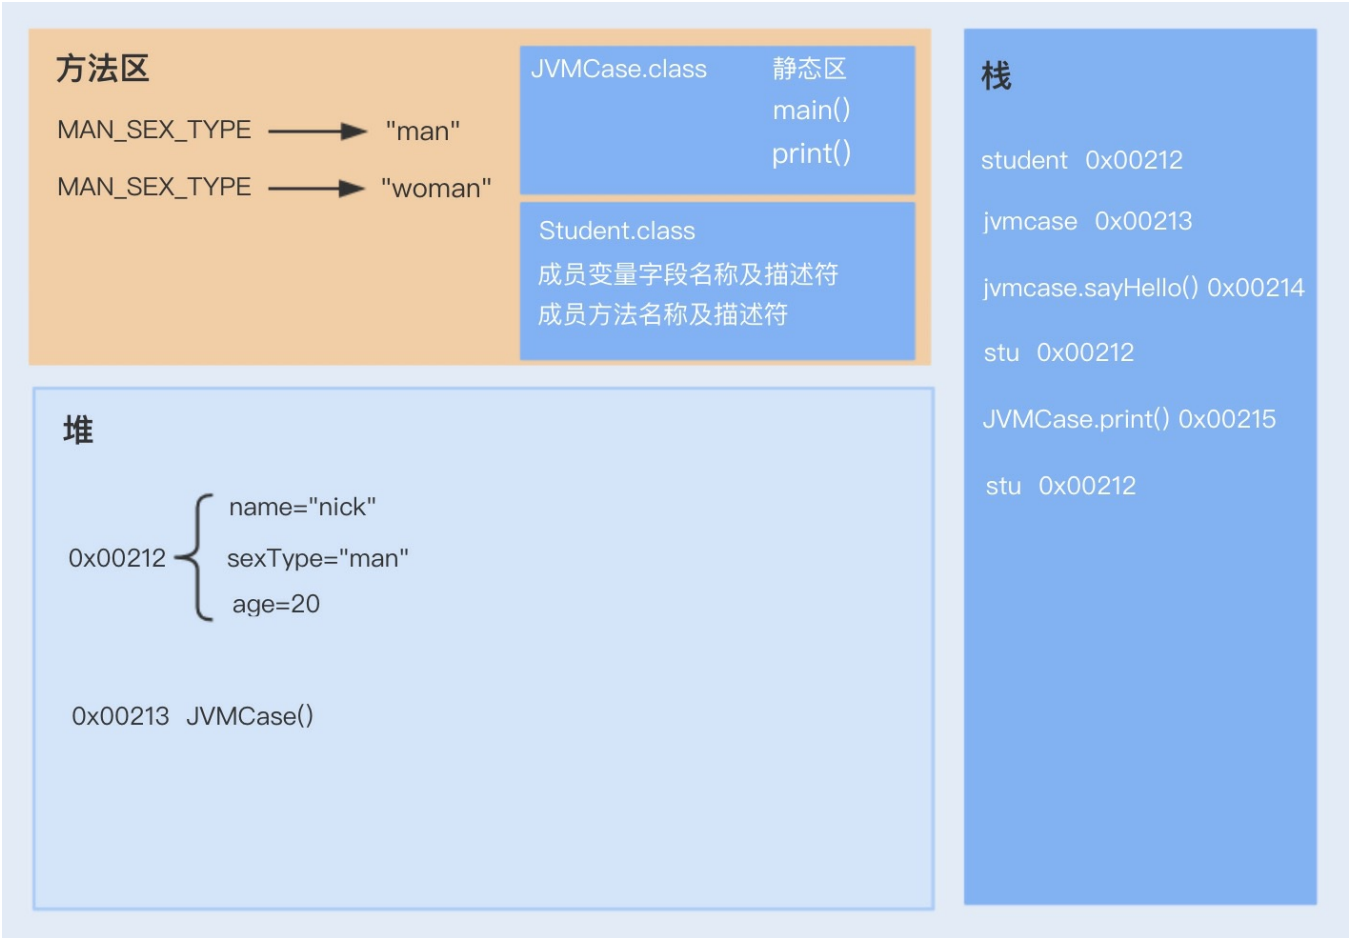 方法区
MAN_SEX_TYPE "man"
MAN_SEX_TYPE "woman"
JVMCase.class 静态区
main()
print()
Student.class
成员变量字段名称及描述符
成员方法名称及描述符
堆
name="nick"
0x00212 sexType="man"
age=20
0x00213 JVMCase()
栈
student 0x00212
jvmcase 0x00213
jvmcase.sayHello() 0x00214
stu 0x00212
JVMCase.print() 0x00215
stu 0x00212